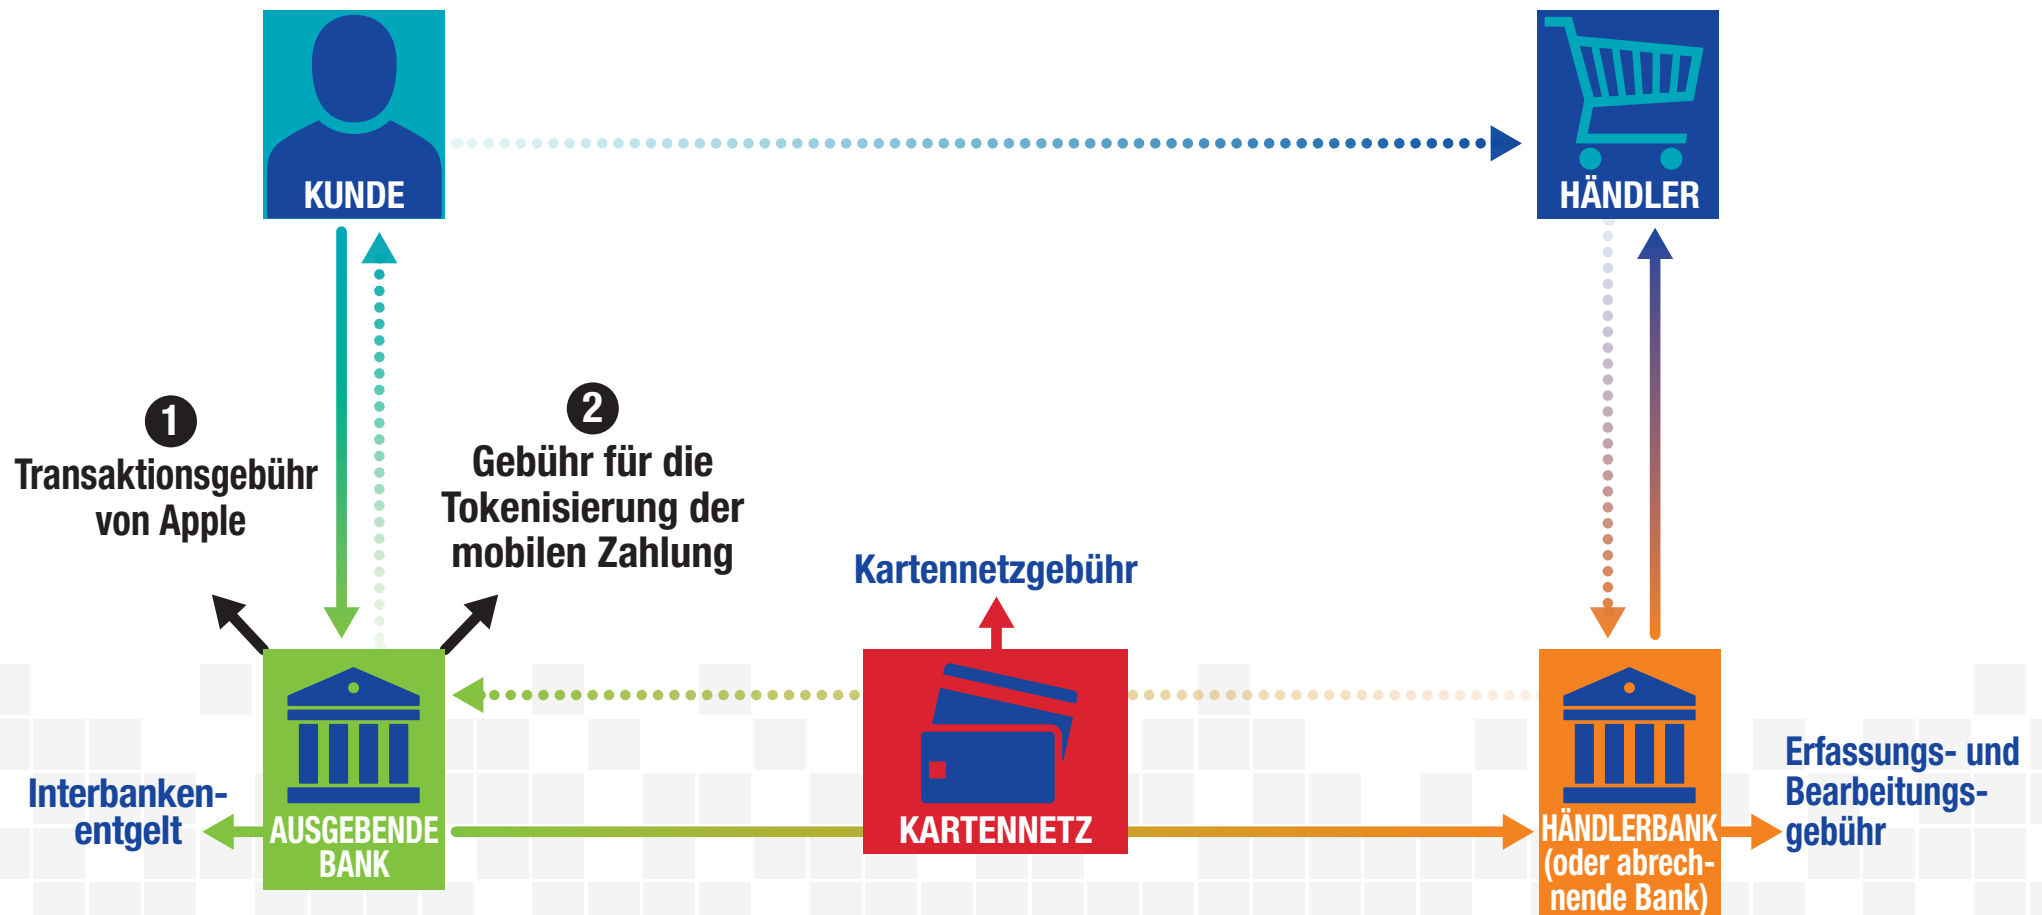 KUNDE
HÄNDLER
1
Transaktionsgebühr
von Apple
2
Gebühr für die
Tokenisierung der
mobilen Zahlung
Kartennetzgebühr
Interbanken-
entgelt
AUSGEBENDE
BANK
KARTENNETZ
HÄNDLERBANK
(oder abrech-
nende Bank)
Erfassungs- und
Bearbeitungs-
gebühr